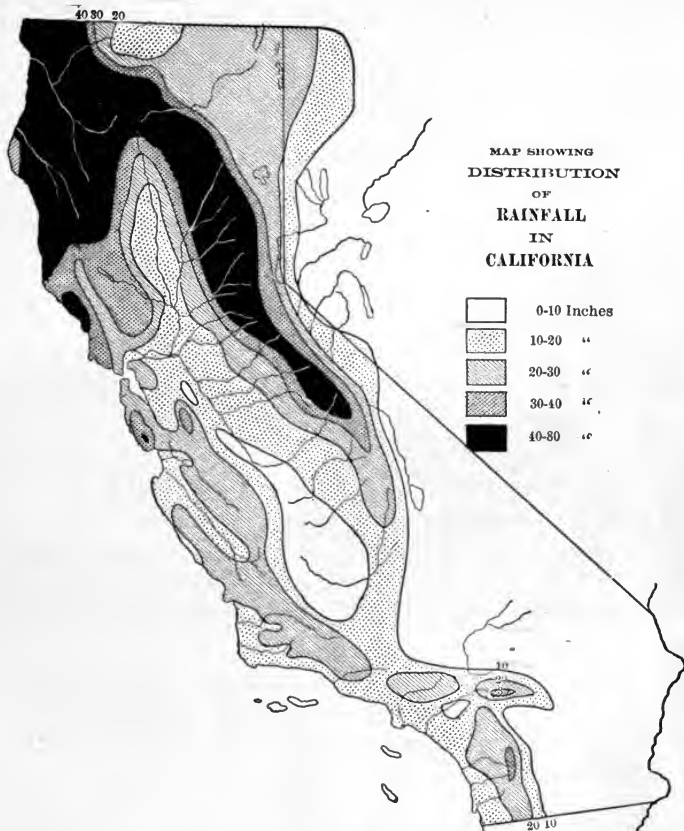 40 30 20
MAP SHOWING
DISTRIBUTION
OF
RAINFALL
IN
CALIFORNIA
0-10 Inches
10-20 "
20-30 "
30-40 "
40-80 "
10
20
20 10